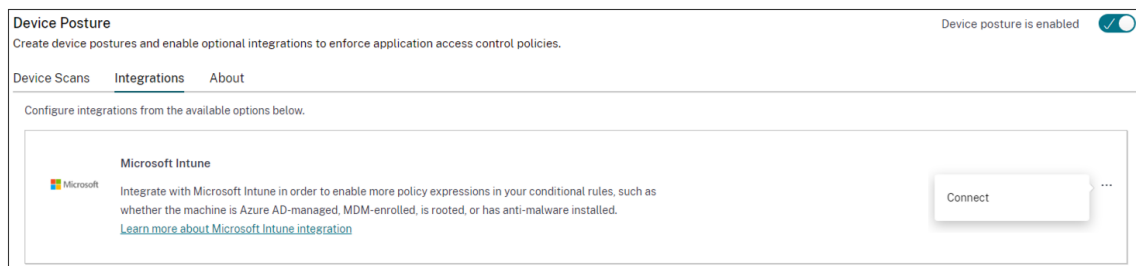 Device Posture
Device posture is enabled
Create device postures and enable optional integrations to enforce application access control policies.
Device Scans Integrations About
Configure integrations from the available options below.
Microsoft Intune
Microsoft
Integrate with Microsoft Intune in order to enable more policy expressions in your conditional rules, such as
whether the machine is Azure AD-managed, MDM-enrolled, is rooted, or has anti-malware installed.
Learn more about Microsoft Intune integration
Connect
...